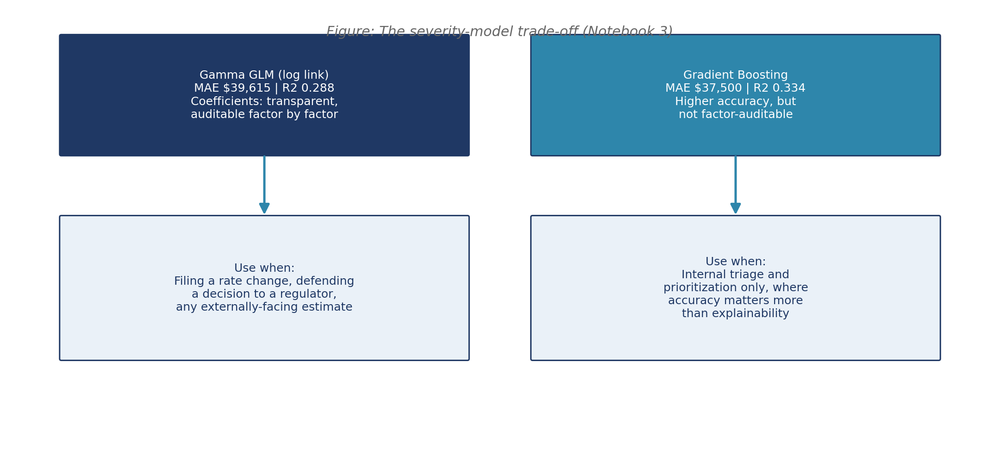 Figure: The severity-model trade-off (Notebook 3)
Gamma GLM (log link)
MAE $39,615 | R2 0.288
Coefficients: transparent,
auditable factor by factor
Gradient Boosting
MAE $37,500 | R2 0.334
Higher accuracy, but
not factor-auditable
Use when:
Filing a rate change, defending
a decision to a regulator,
any externally-facing estimate
Use when:
Internal triage and
prioritization only, where
accuracy matters more
than explainability